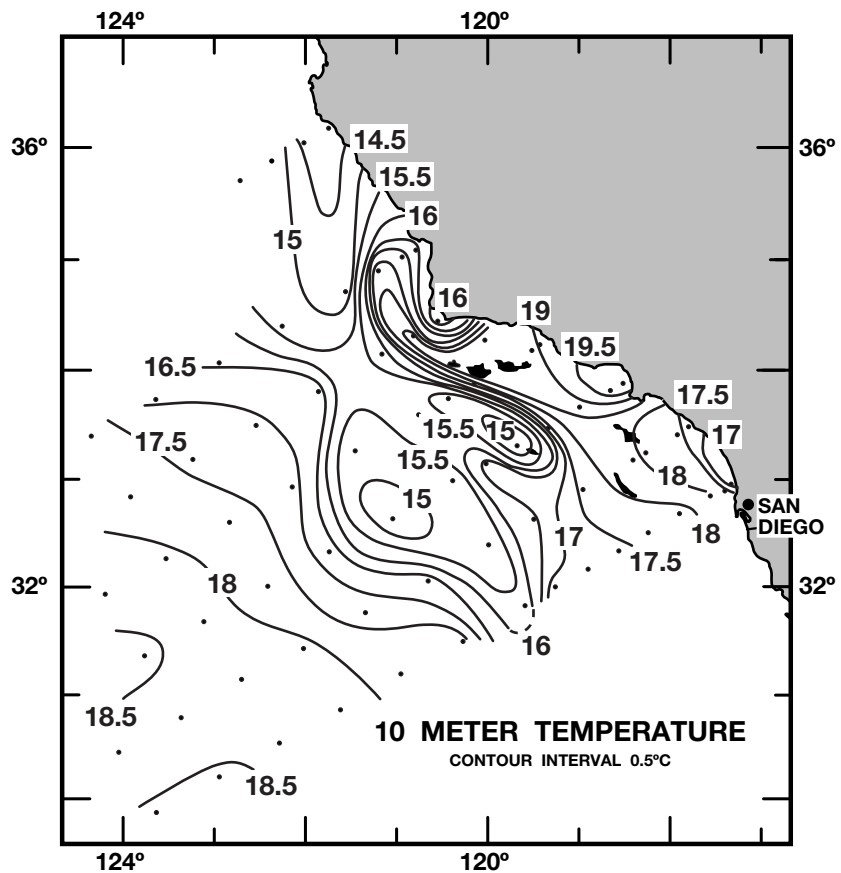 124º 120º
36º 36º
14.5
15.5
16
15
16
19
19.5
16.5
17.5
17.5
15.5 15
17
15.5
18
15
SAN
DIEGO
17 18
17.5
32º 32º
18
16
18.5
10 METER TEMPERATURE
CONTOUR INTERVAL 0.5ºC
18.5
124º 120º